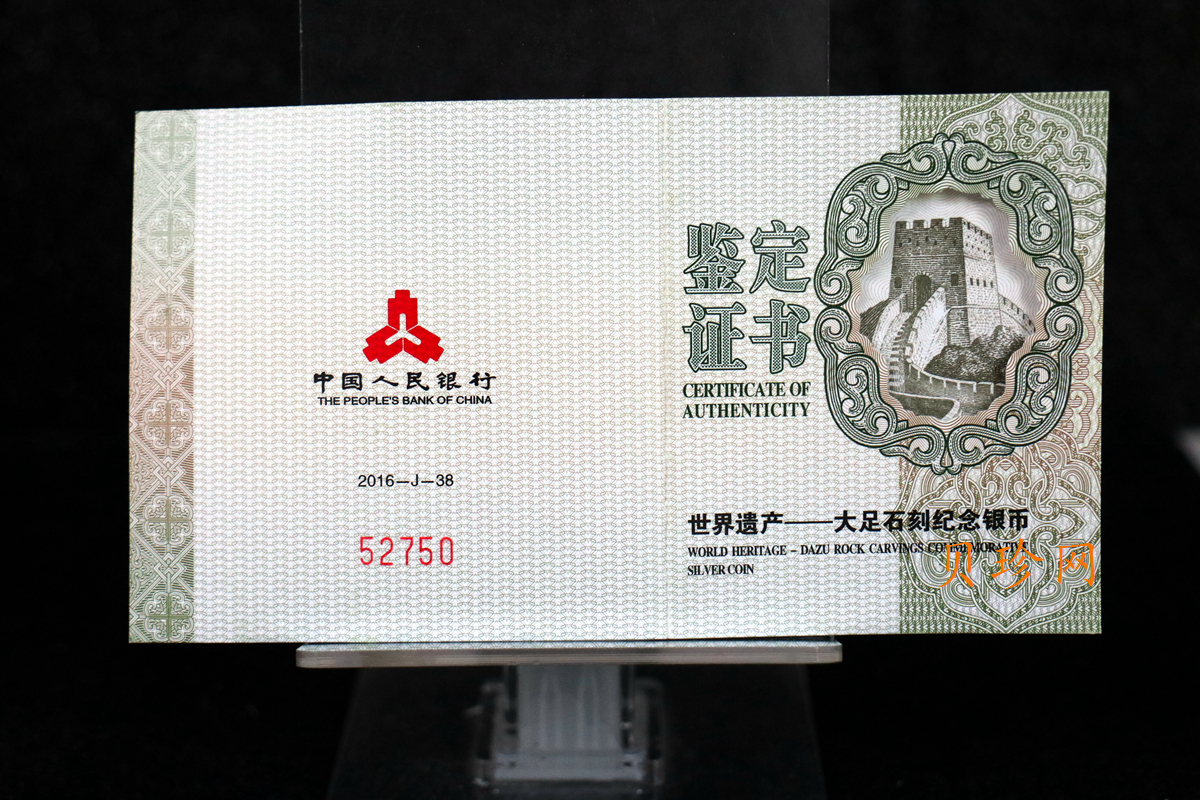 中国人民银行
THE PEOPLE'S BANK OF CHINA
2016—J—38
52750
鉴定
证书
CERTIFICATE OF
AUTHENTICITY
世界遗产——大足石刻纪念银币
WORLD HERITAGE – DAZU ROCK CARVINGS COMMEMORATIVE
SILVER COIN
贝珍网